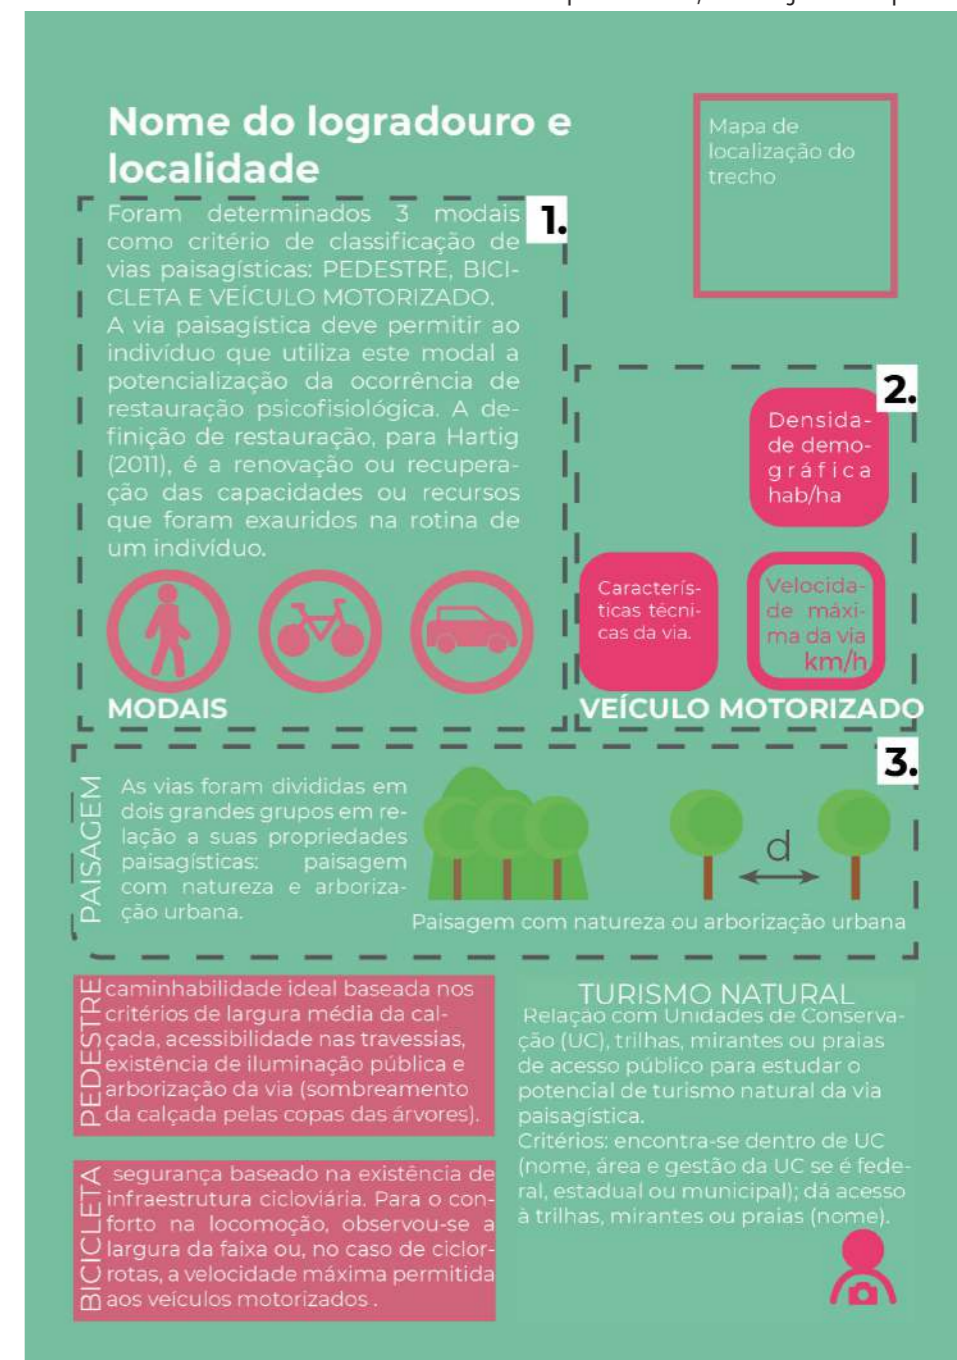 Nome do logradouro e
localidade
Mapa de
localização do
trecho
1.
Foram determinados 3 modais
como critério de classificação de
vias paisagísticas: PEDESTRE, BICI-
CLETA E VEÍCULO MOTORIZADO.
A via paisagística deve permitir ao
indivíduo que utiliza este modal a
potencialização da ocorrência de
restauração psicofisiológica. A de-
finição de restauração, para Hartig
(2011), é a renovação ou recupera-
ção das capacidades ou recursos
que foram exauridos na rotina de
um indivíduo.
MODAIS
2.
Densida-
de demo-
gráfica
hab/ha
Caracterís-
ticas técni-
cas da via.
Velocida-
de máxi-
ma da via
km/h
VEÍCULO MOTORIZADO
3.
PAISAGEM
As vias foram divididas em
dois grandes grupos em re-
lação a suas propriedades
paisagísticas: paisagem
com natureza e arboriza-
ção urbana.
d
Paisagem com natureza ou arborização urbana
PEDESTRE
caminhabilidade ideal baseada nos
critérios de largura média da cal-
çada, acessibilidade nas travessias,
existência de iluminação pública e
arborização da via (sombreamento
da calçada pelas copas das árvores).
BICICLETA
segurança baseado na existência de
infraestrutura cicloviária. Para o con-
forto na locomoção, observou-se a
largura da faixa ou, no caso de ciclor-
rotas, a velocidade máxima permitida
aos veículos motorizados .
TURISMO NATURAL
Relação com Unidades de Conserva-
ção (UC), trilhas, mirantes ou praias
de acesso público para estudar o
potencial de turismo natural da via
paisagística.
Critérios: encontra-se dentro de UC
(nome, área e gestão da UC se é fede-
ral, estadual ou municipal); dá acesso
à trilhas, mirantes ou praias (nome).